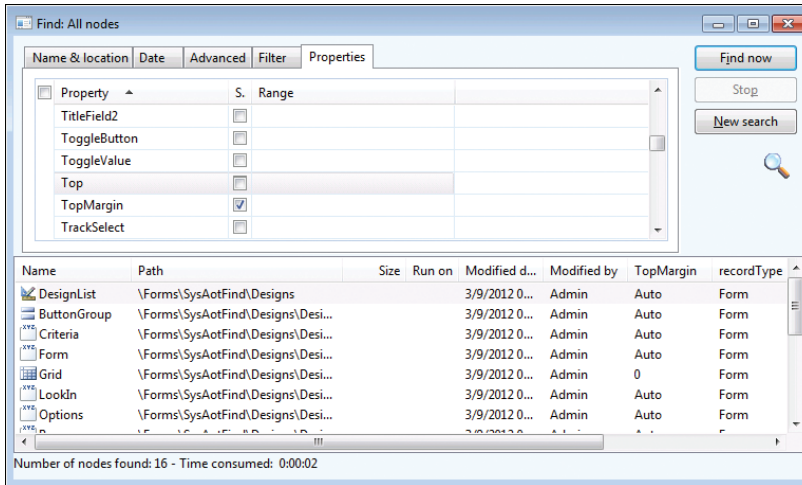 Find: All nodes
Name & location Date Advanced Filter Properties
Find now
Stop
New search
Property S. Range
TitleField2
ToggleButton
ToggleValue
Top
TopMargin
TrackSelect
Name Path Size Run on Modified d... Modified by TopMargin recordType
DesignList \Forms\SysAotFind\Designs 3/9/2012 0... Admin Auto Form
ButtonGroup \Forms\SysAotFind\Designs\Desi... 3/9/2012 0... Admin Auto Form
XYZ Criteria \Forms\SysAotFind\Designs\Desi... 3/9/2012 0... Admin Auto Form
XYZ Form \Forms\SysAotFind\Designs\Desi... 3/9/2012 0... Admin Auto Form
Grid \Forms\SysAotFind\Designs\Desi... 3/9/2012 0... Admin 0 Form
XYZ LookIn \Forms\SysAotFind\Designs\Desi... 3/9/2012 0... Admin Auto Form
XYZ Options \Forms\SysAotFind\Designs\Desi... 3/9/2012 0... Admin Auto Form
Number of nodes found: 16 - Time consumed: 0:00:02